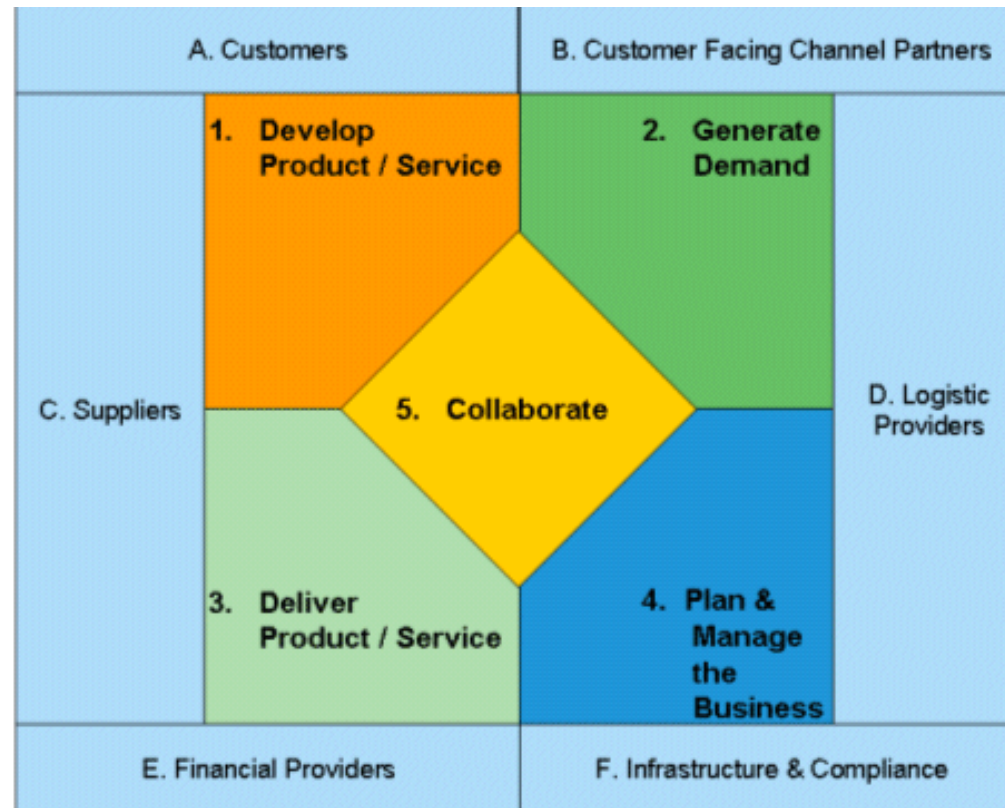 A. Customers
B. Customer Facing Channel Partners
1. Develop
Product / Service
2. Generate
Demand
C. Suppliers
5. Collaborate
D. Logistic
Providers
3. Deliver
Product / Service
4. Plan &
Manage
the
Business
E. Financial Providers
F. Infrastructure & Compliance